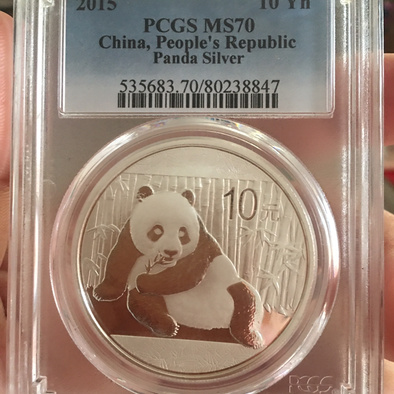 2015 10 Yn
PCGS MS70
China, People's Republic
Panda Silver
535683.70/80238847
10元
PCGS